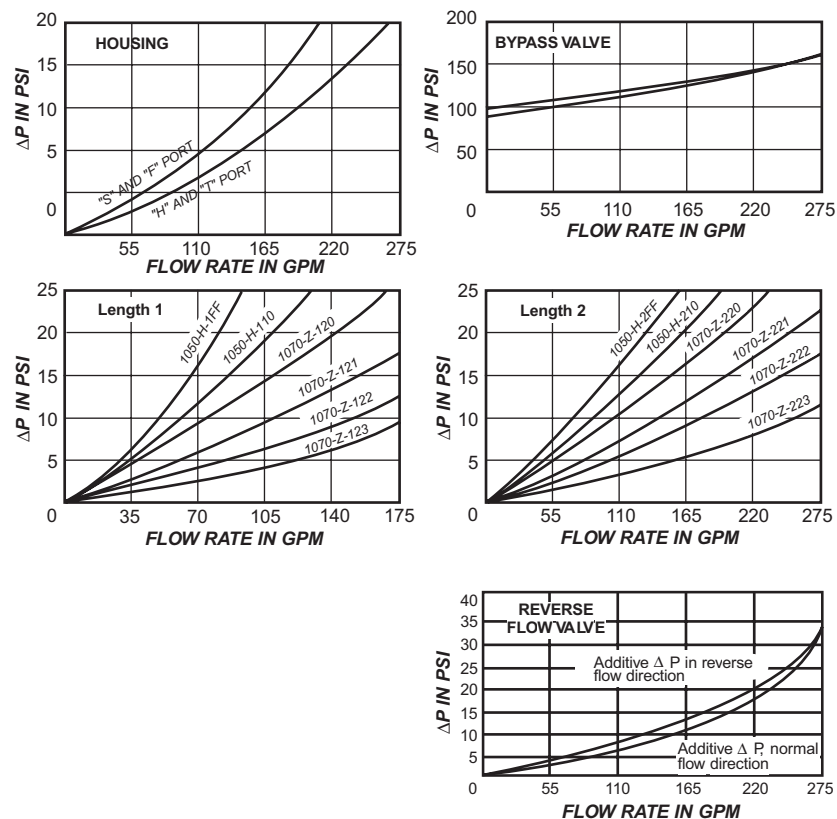 HOUSING
ΔP IN PSI
20
15
10
5
0
"S" AND "F" PORT
"H" AND "T" PORT
55 110 165 220 275
FLOW RATE IN GPM
BYPASS VALVE
ΔP IN PSI
200
150
100
50
0 55 110 165 220 275
FLOW RATE IN GPM
Length 1
ΔP IN PSI
25
20
15
10
5
0
1050-H-1FF
1050-H-110
1070-Z-120
1070-Z-121
1070-Z-122
1070-Z-123
35 70 105 140 175
FLOW RATE IN GPM
Length 2
ΔP IN PSI
25
20
15
10
5
0
1050-H-2FF
1050-H-210
1070-Z-220
1070-Z-221
1070-Z-222
1070-Z-223
55 110 165 220 275
FLOW RATE IN GPM
REVERSE
FLOW VALVE
ΔP IN PSI
40
35
30
25
20
15
10
5
0
Additive Δ P in reverse
flow direction
Additive Δ P, normal
flow direction
55 110 165 220 275
FLOW RATE IN GPM